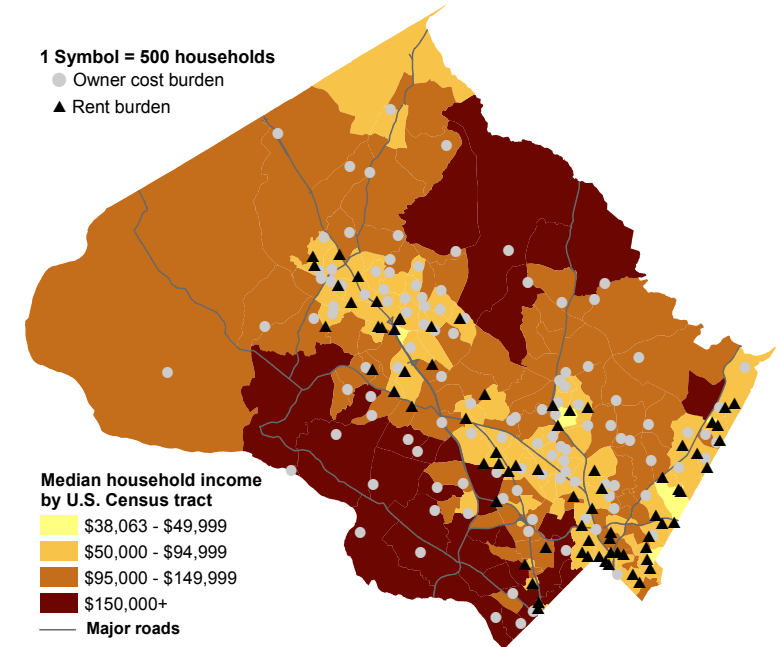 1 Symbol = 500 households
Owner cost burden
Rent burden
Median household income
by U.S. Census tract
$38,063 - $49,999
$50,000 - $94,999
$95,000 - $149,999
$150,000+
Major roads